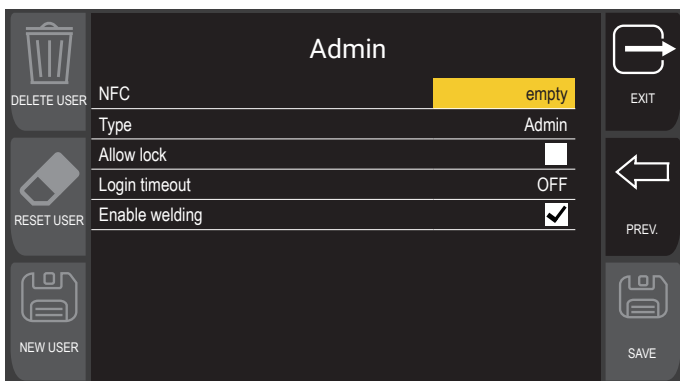 Admin
DELETE USER
NFC empty
EXIT
Type Admin
Allow lock
Login timeout OFF
Enable welding
RESET USER
PREV.
NEW USER
SAVE